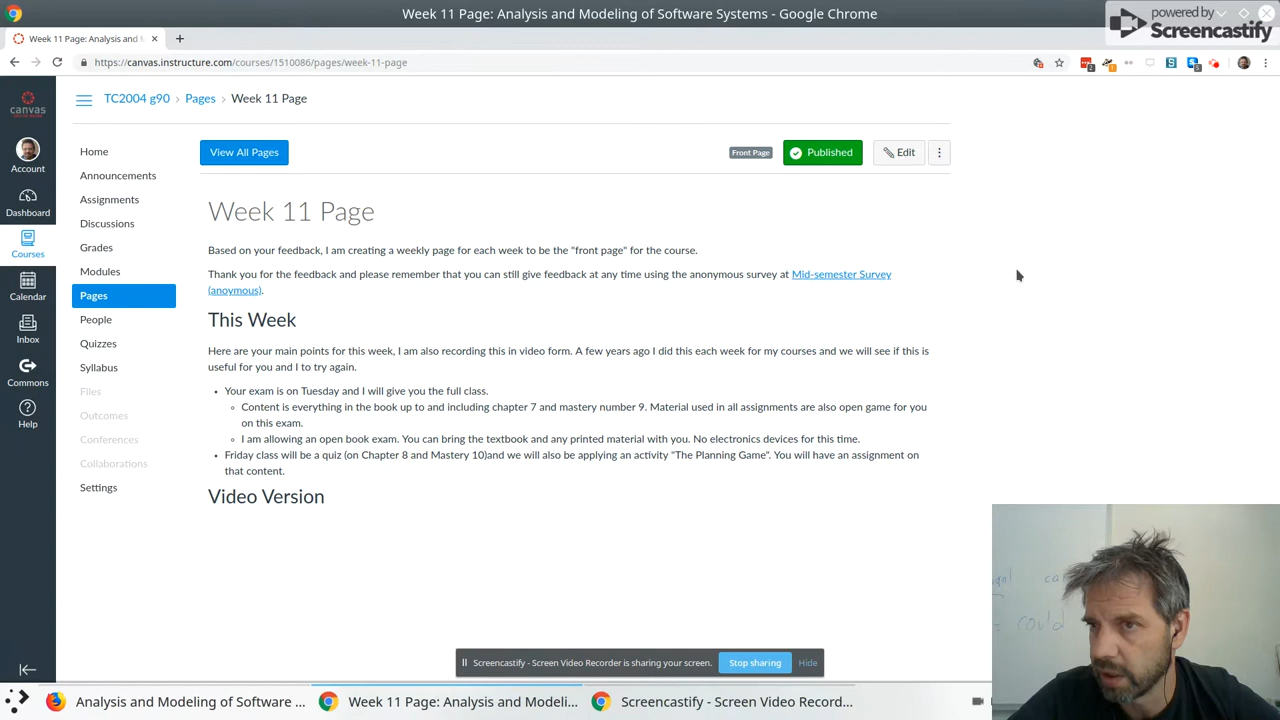 Week 11 Page: Analysis and Modeling of Software Systems - Google Chrome
powered by
Screencastify
Week 11 Page: Analysis and M
https://canvas.instructure.com/courses/1510086/pages/week-11-page
canvas
Account
Dashboard
Courses
Calendar
Inbox
Commons
Help
TC2004 g90 › Pages › Week 11 Page
Home
Announcements
Assignments
Discussions
Grades
Modules
Pages
People
Quizzes
Syllabus
Files
Outcomes
Conferences
Collaborations
Settings
View All Pages
Front Page
Published
Edit
Week 11 Page
Based on your feedback, I am creating a weekly page for each week to be the "front page" for the course.
Thank you for the feedback and please remember that you can still give feedback at any time using the anonymous survey at Mid-semester Survey
(anoymous).
This Week
Here are your main points for this week, I am also recording this in video form. A few years ago I did this each week for my courses and we will see if this is
useful for you and I to try again.
Your exam is on Tuesday and I will give you the full class.
Content is everything in the book up to and including chapter 7 and mastery number 9. Material used in all assignments are also open game for you
on this exam.
I am allowing an open book exam. You can bring the textbook and any printed material with you. No electronics devices for this time.
Friday class will be a quiz (on Chapter 8 and Mastery 10)and we will also be applying an activity "The Planning Game". You will have an assignment on
that content.
Video Version
could
Screencastify - Screen Video Recorder is sharing your screen.
Stop sharing
Hide
Analysis and Modeling of Software ...
Week 11 Page: Analysis and Modeli...
Screencastify - Screen Video Record...